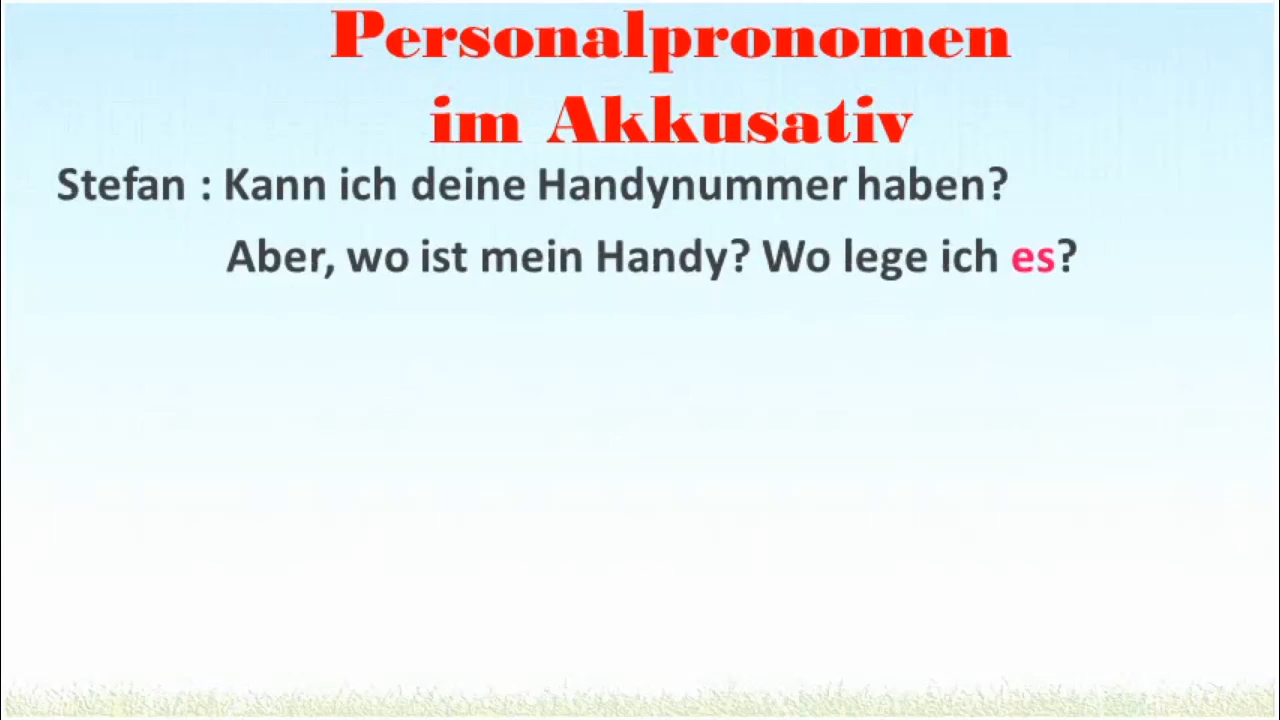 Personalpronomen
im Akkusativ
Stefan : Kann ich deine Handynummer haben?
Aber, wo ist mein Handy? Wo lege ich es?